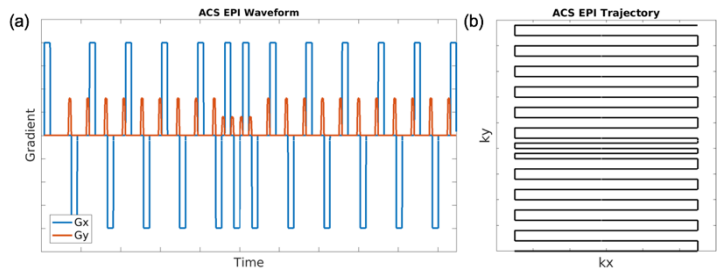 (a)
ACS EPI Waveform
Gradient
Gx
Gy
Time
(b)
ACS EPI Trajectory
ky
kx